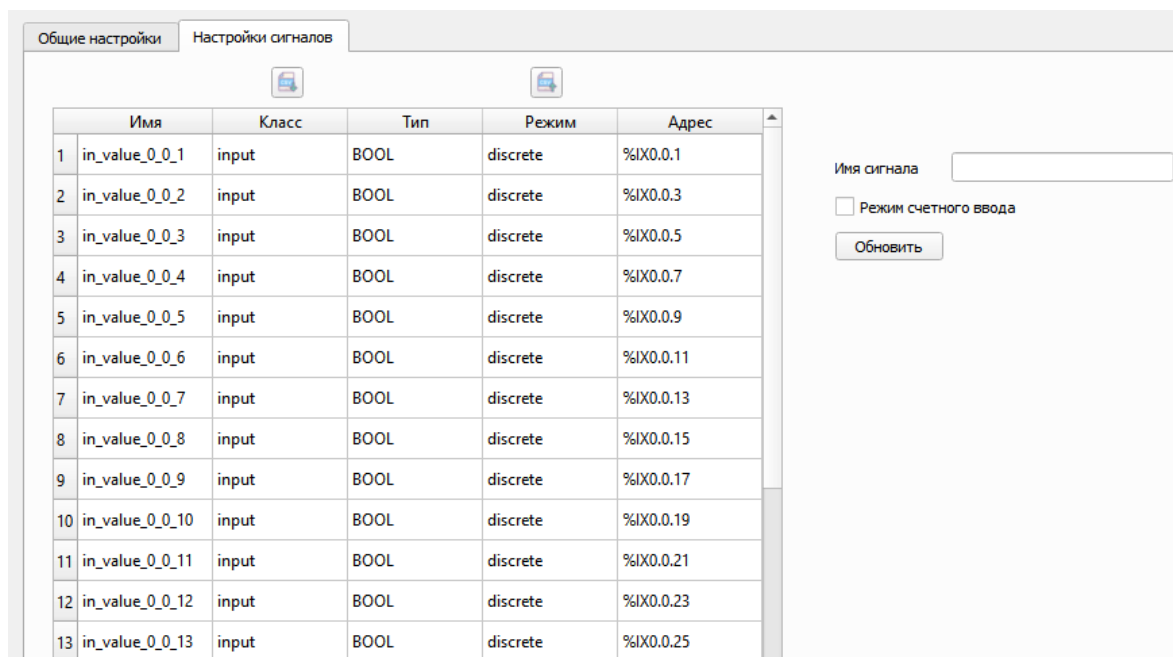 Общие настройки Настройки сигналов
Имя Класс Тип Режим Адрес
1 in_value_0_0_1 input BOOL discrete %IX0.0.1
2 in_value_0_0_2 input BOOL discrete %IX0.0.3
3 in_value_0_0_3 input BOOL discrete %IX0.0.5
4 in_value_0_0_4 input BOOL discrete %IX0.0.7
5 in_value_0_0_5 input BOOL discrete %IX0.0.9
6 in_value_0_0_6 input BOOL discrete %IX0.0.11
7 in_value_0_0_7 input BOOL discrete %IX0.0.13
8 in_value_0_0_8 input BOOL discrete %IX0.0.15
9 in_value_0_0_9 input BOOL discrete %IX0.0.17
10 in_value_0_0_10 input BOOL discrete %IX0.0.19
11 in_value_0_0_11 input BOOL discrete %IX0.0.21
12 in_value_0_0_12 input BOOL discrete %IX0.0.23
13 in_value_0_0_13 input BOOL discrete %IX0.0.25
Имя сигнала
Режим счетного ввода
Обновить